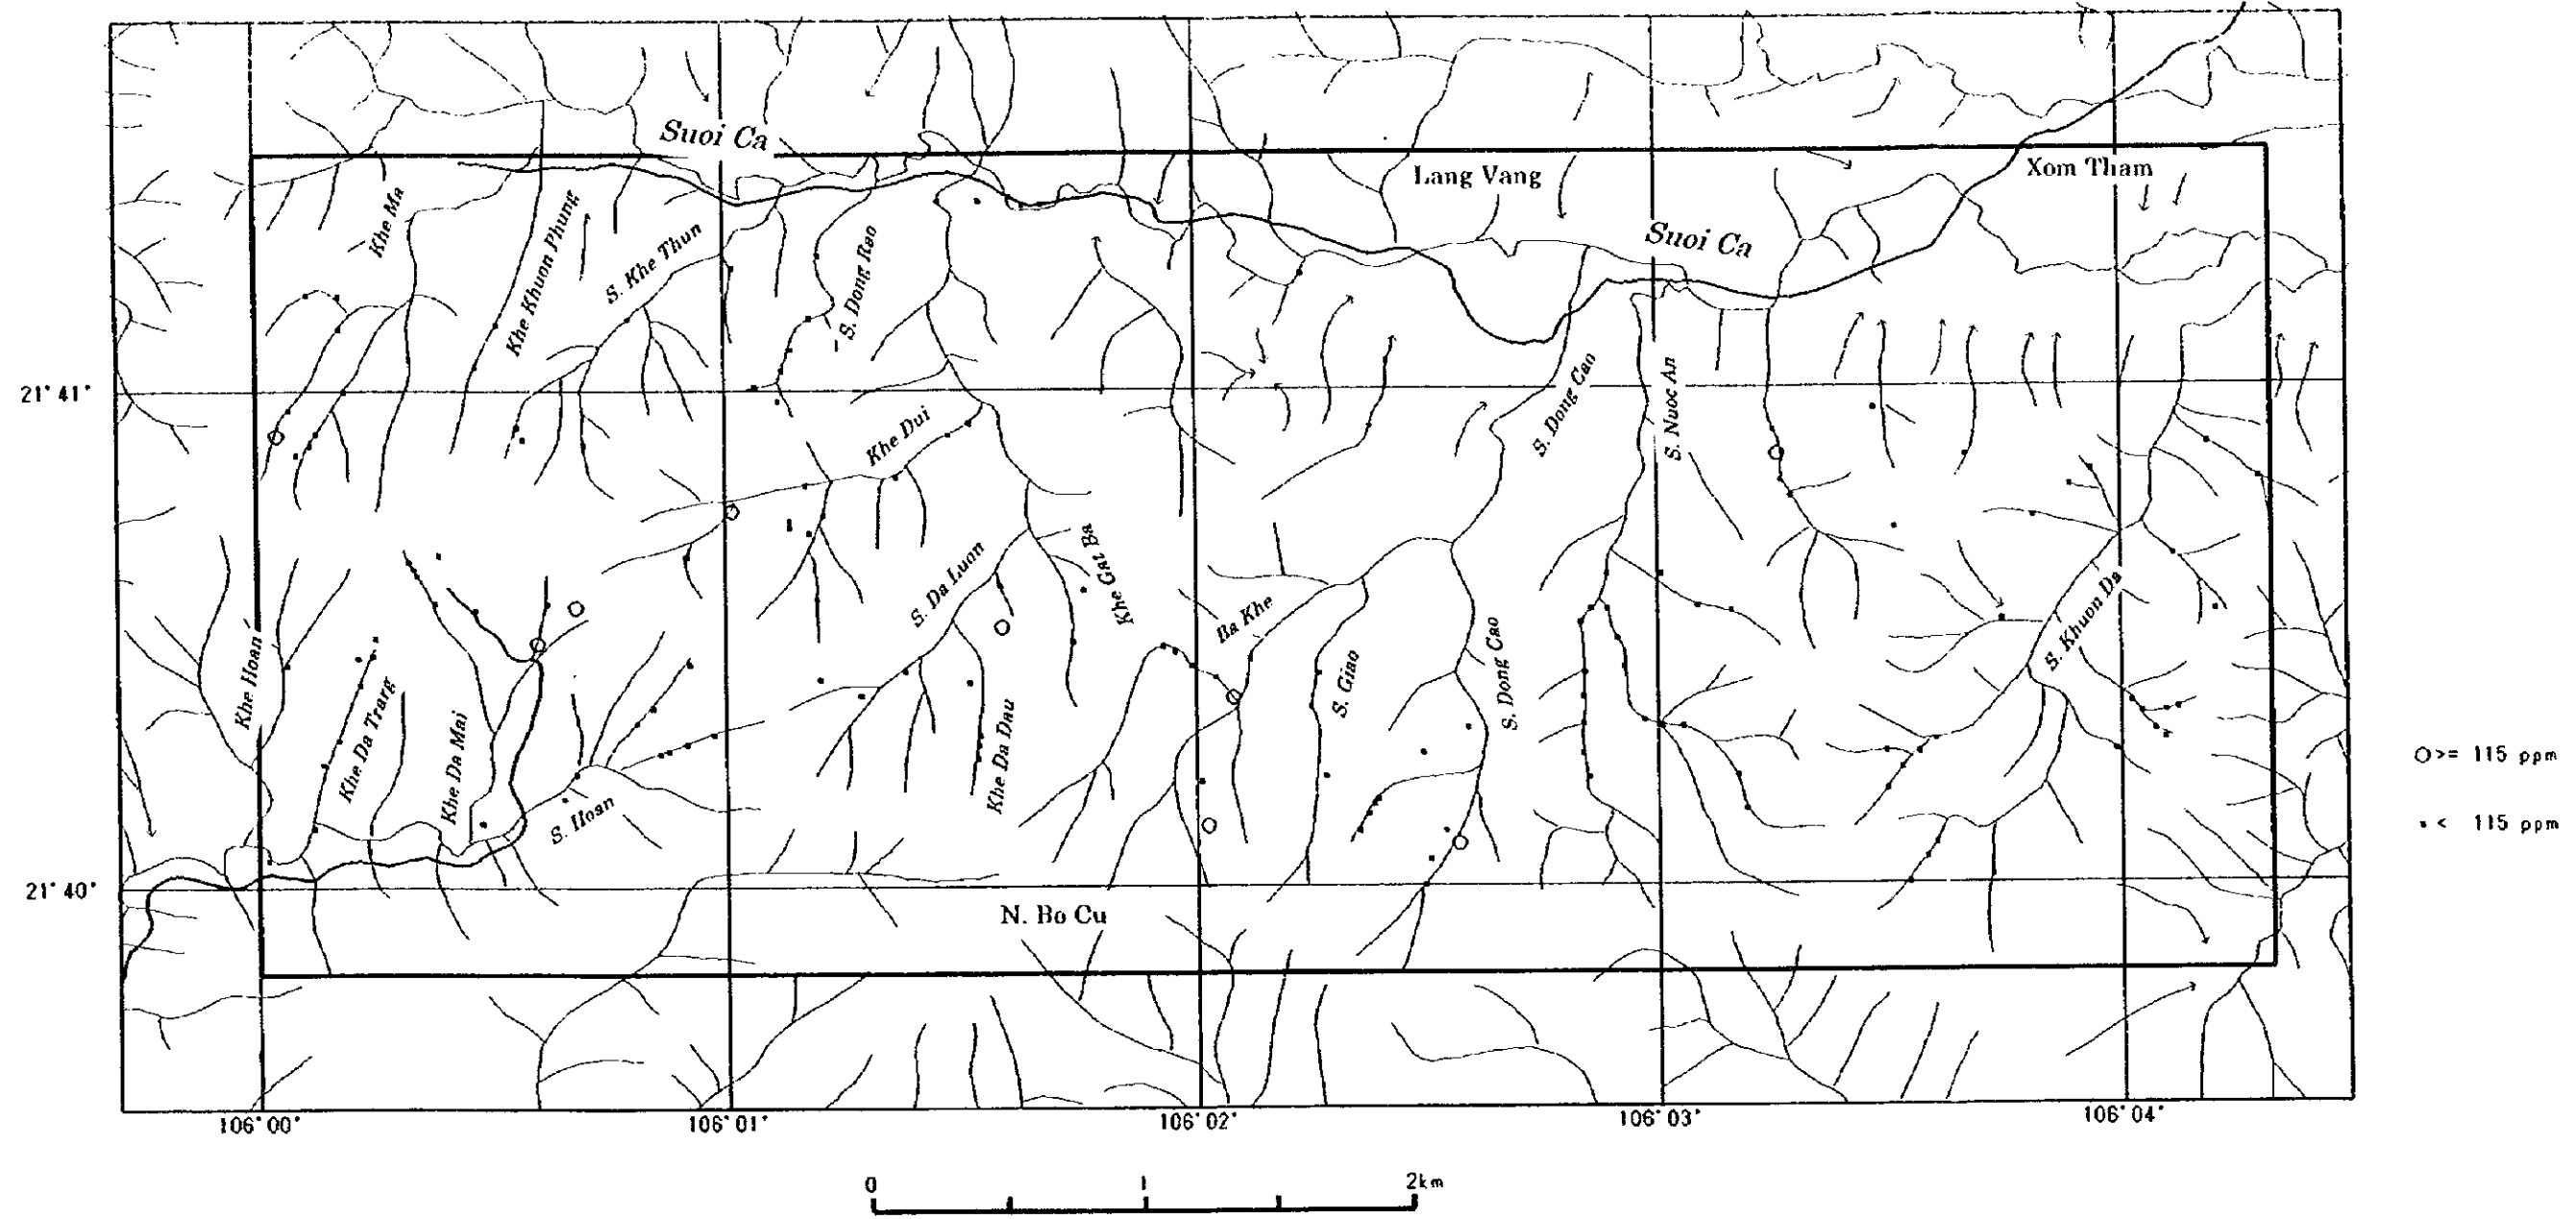 Suoi Ca
Lang Vang
Xom Tham
Khe Ma
Khe Khuon Phung
S. Khe Thun
S. Dong Rao
Suoi Ca
21°41'
Khe Dui
S. Dong Cao
S. Nuoc An
S. Da Luon
Khe Gat Ba
Ba Khe
S. Khuon Da
Khe Hoan
Khe Da Trarg
Khe Da Mai
S. Hoan
Khe Da Dau
S. Giao
S. Dong Cao
O>= 115 ppm
▪< 115 ppm
21°40'
N. Bo Cu
106°00'
106°01'
106°02'
106°03'
106°04'
0 1 2km